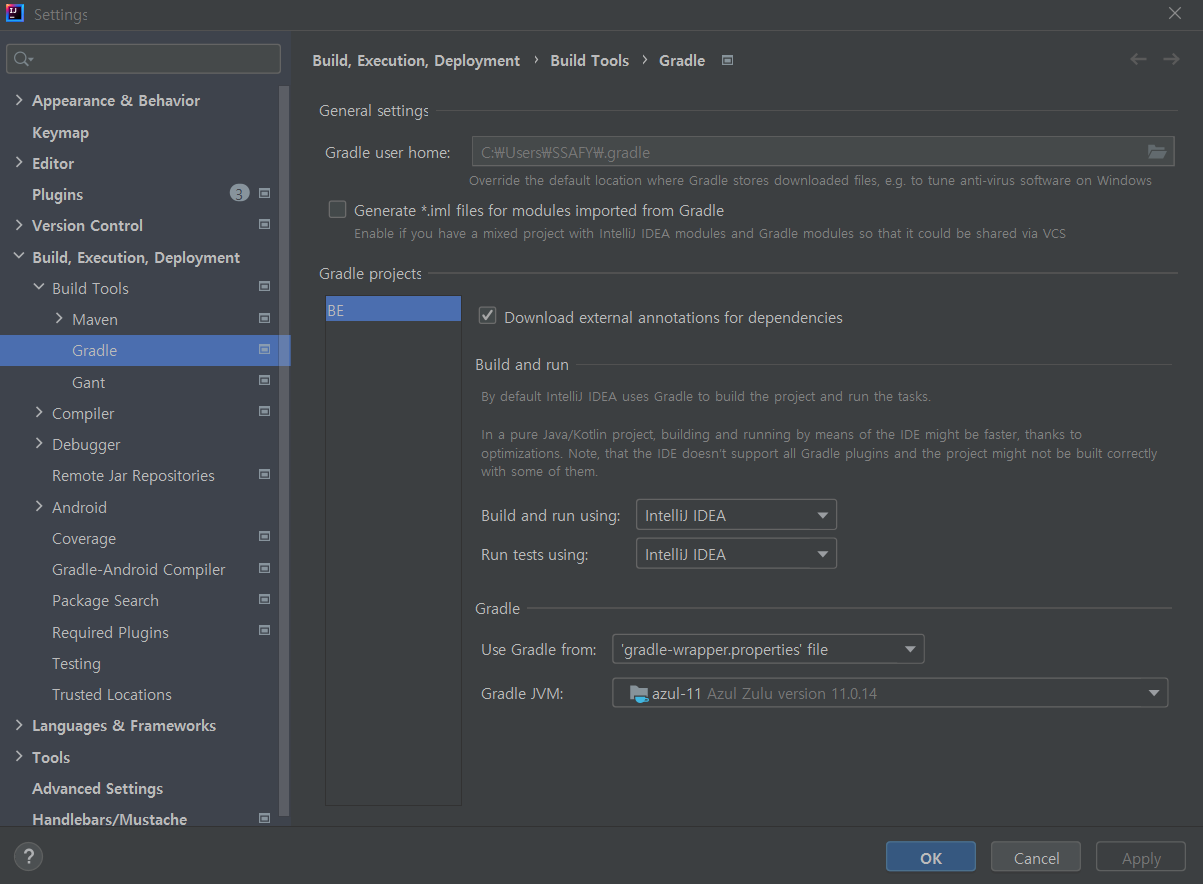 Settings
Appearance & Behavior
Keymap
Editor
Plugins 3
Version Control
Build, Execution, Deployment
Build Tools
Maven
Gradle
Gant
Compiler
Debugger
Remote Jar Repositories
Android
Coverage
Gradle-Android Compiler
Package Search
Required Plugins
Testing
Trusted Locations
Languages & Frameworks
Tools
Advanced Settings
Handlebars/Mustache
Build, Execution, Deployment › Build Tools › Gradle
General settings
Gradle user home: C:₩Users₩SSAFY₩.gradle
Override the default location where Gradle stores downloaded files, e.g. to tune anti-virus software on Windows
Generate *.iml files for modules imported from Gradle
Enable if you have a mixed project with IntelliJ IDEA modules and Gradle modules so that it could be shared via VCS
Gradle projects
BE
Download external annotations for dependencies
Build and run
By default IntelliJ IDEA uses Gradle to build the project and run the tasks.
In a pure Java/Kotlin project, building and running by means of the IDE might be faster, thanks to
optimizations. Note, that the IDE doesn't support all Gradle plugins and the project might not be built correctly
with some of them.
Build and run using: IntelliJ IDEA
Run tests using: IntelliJ IDEA
Gradle
Use Gradle from: 'gradle-wrapper.properties' file
Gradle JVM: azul-11 Azul Zulu version 11.0.14
?
OK
Cancel
Apply